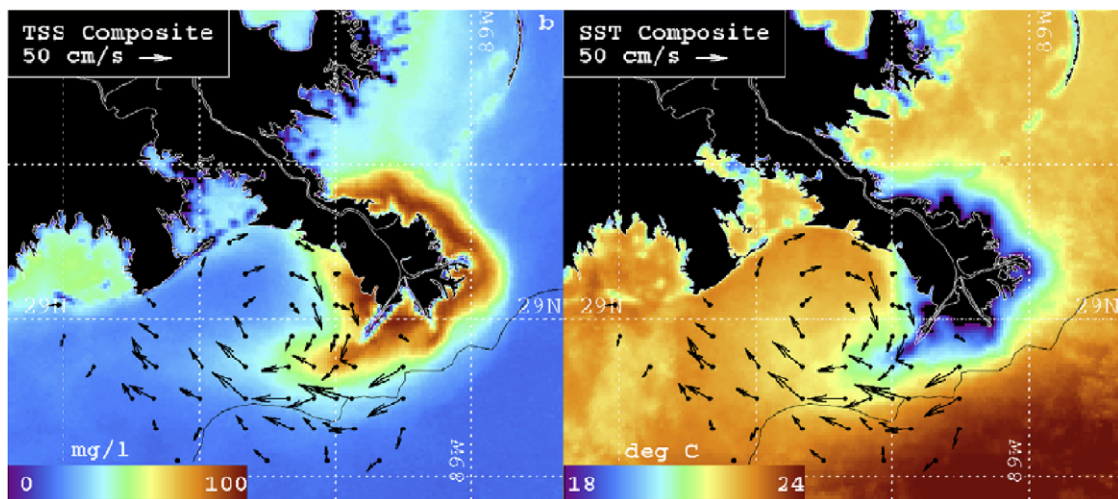 TSS Composite
50 cm/s
b
89W
29N
29N
mg/l
0
100
89W
SST Composite
50 cm/s
89W
29N
29N
deg C
18
24
89W